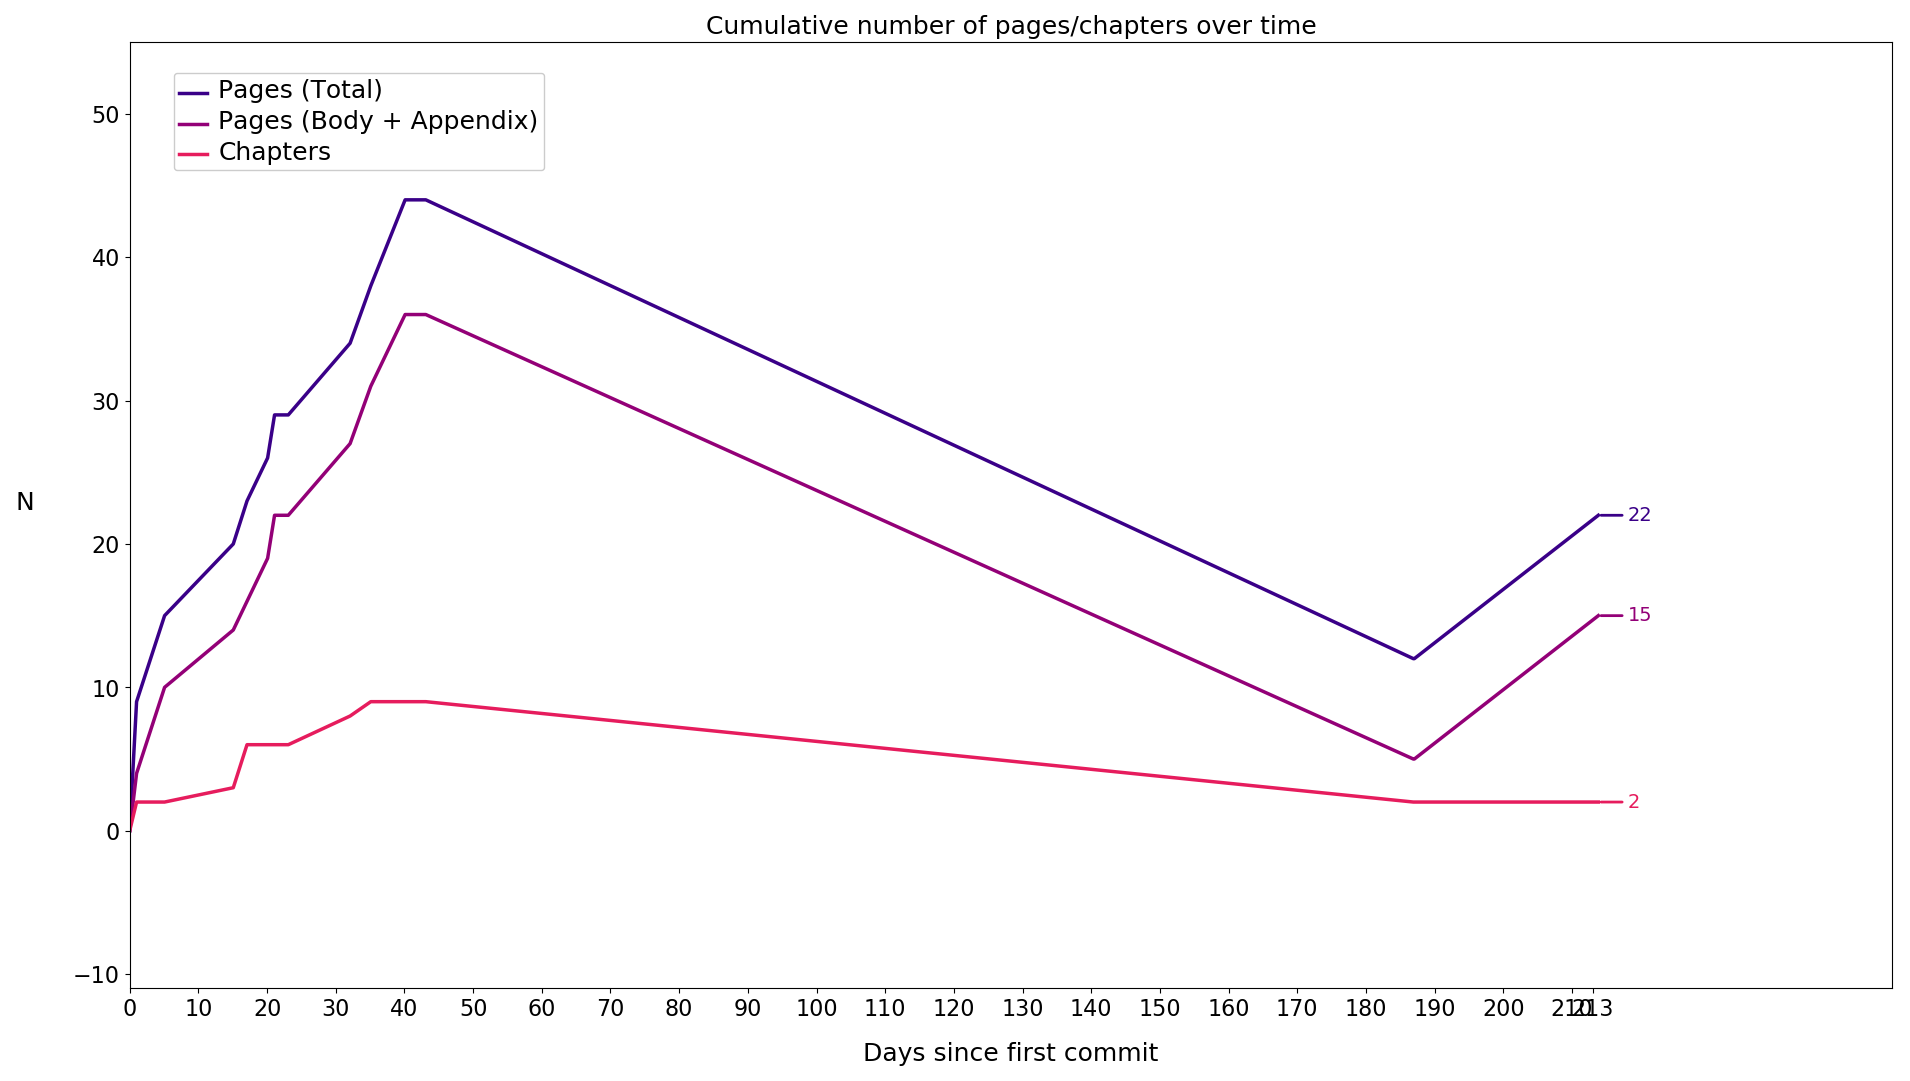 Cumulative number of pages/chapters over time
Pages (Total)
Pages (Body + Appendix)
Chapters
50
40
30
20
10
0
−10
N
22
15
2
0 10 20 30 40 50 60 70 80 90 100 110 120 130 140 150 160 170 180 190 200 210 213
Days since first commit